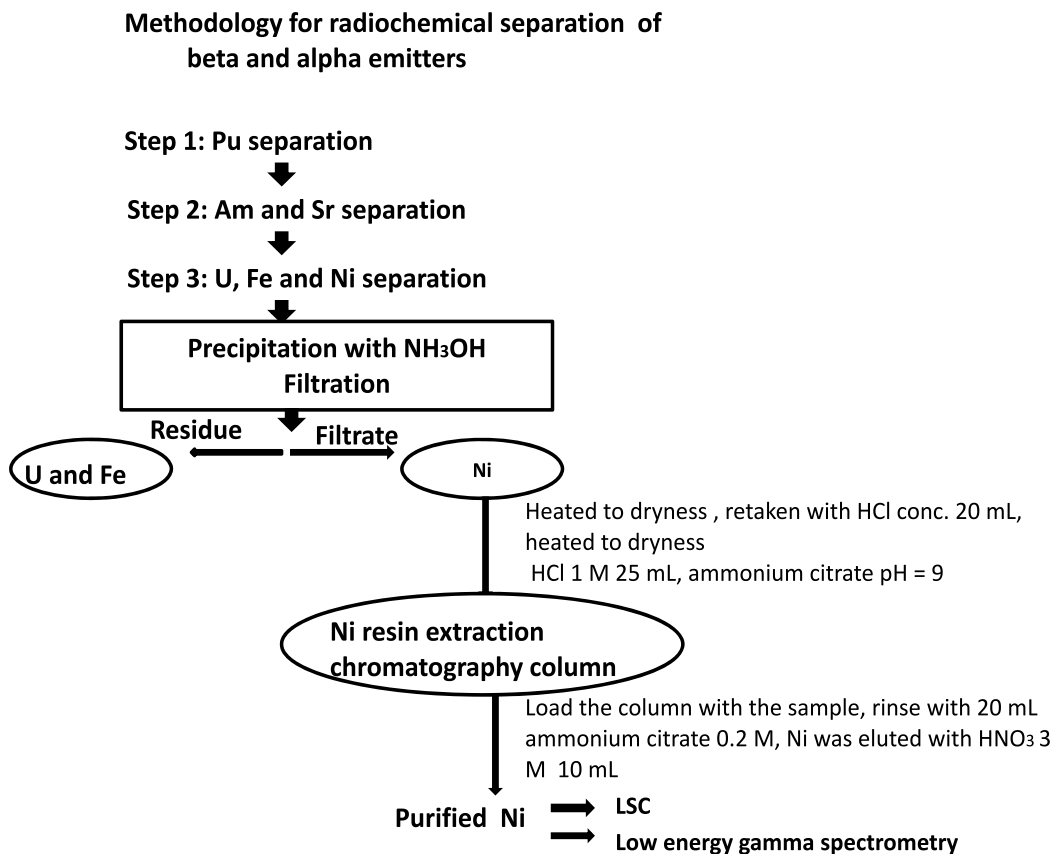 Methodology for radiochemical separation of
beta and alpha emitters
Step 1: Pu separation
Step 2: Am and Sr separation
Step 3: U, Fe and Ni separation
Precipitation with NH3OH
Filtration
Residue
Filtrate
U and Fe
Ni
Heated to dryness , retaken with HCl conc. 20 mL,
heated to dryness
HCl 1 M 25 mL, ammonium citrate pH = 9
Ni resin extraction
chromatography column
Load the column with the sample, rinse with 20 mL
ammonium citrate 0.2 M, Ni was eluted with HNO3 3
M 10 mL
Purified Ni
LSC
Low energy gamma spectrometry